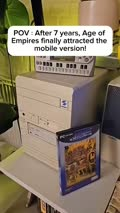 POV : After 7 years, Age of
Empires finally attracted the
mobile version!